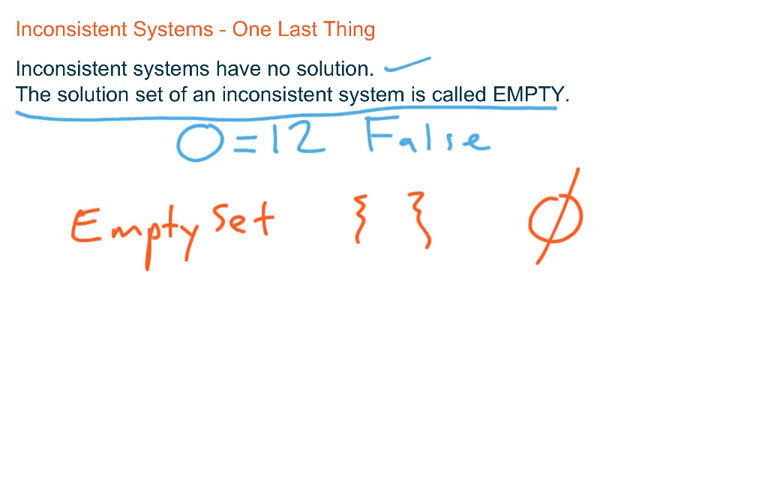 Inconsistent Systems - One Last Thing
Inconsistent systems have no solution.
The solution set of an inconsistent system is called EMPTY.
0=12 False
Empty Set { } ∅